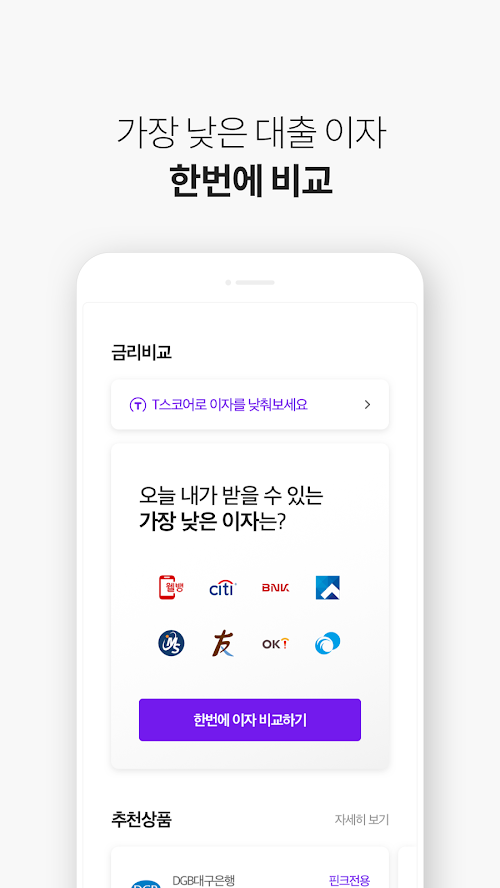 가장 낮은 대출 이자
한번에 비교
금리비교
T T스코어로 이자를 낮춰보세요
오늘 내가 받을 수 있는
가장 낮은 이자는?
웰뱅 citi BNK
MS 友 OK!
한번에 이자 비교하기
추천상품 자세히 보기
DGB DGB대구은행 핀크전용